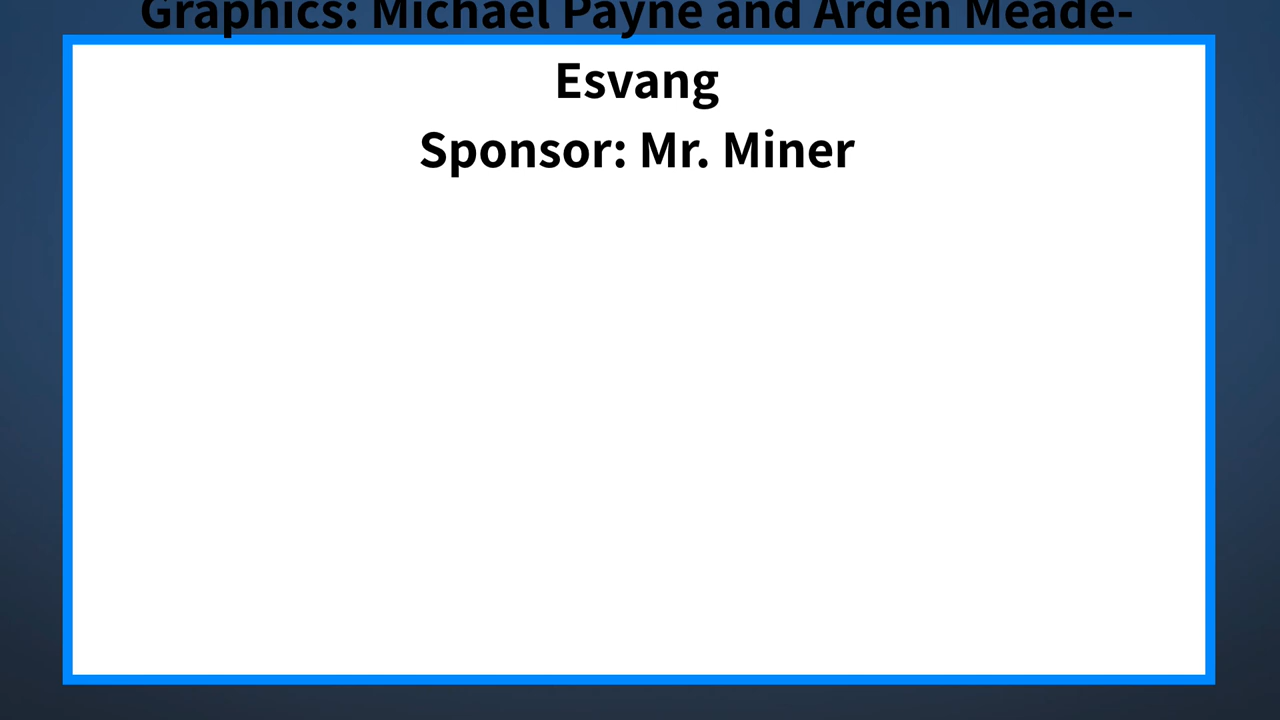 Graphics: Michael Payne and Arden Meade-
Esvang
Sponsor: Mr. Miner